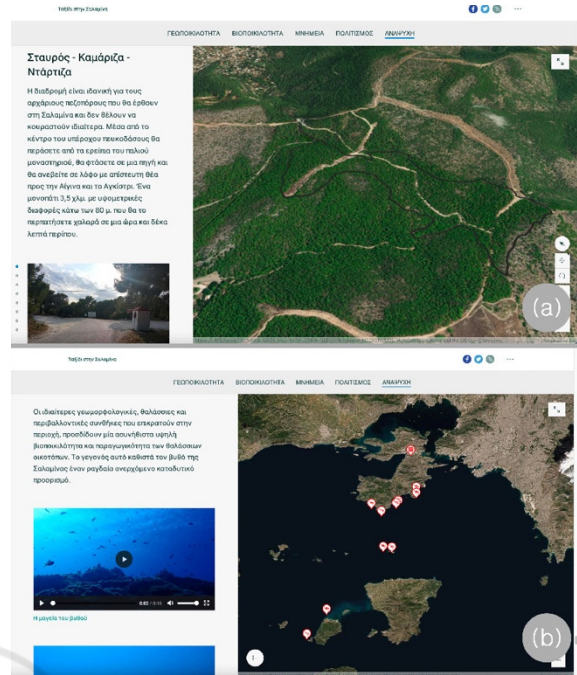 Ταξίδι στην Σαλαμίνα
ΓΕΩΠΟΙΚΙΛΟΤΗΤΑ ΒΙΟΠΟΙΚΙΛΟΤΗΤΑ ΜΝΗΜΕΙΑ ΠΟΛΙΤΙΣΜΟΣ ΑΝΑΨΥΧΗ
Σταυρός - Καμάριζα -
Ντάρτιζα
Η διαδρομή είναι ιδανική για τους
αρχάριους πεζοπόρους που θα έρθουν
στη Σαλαμίνα και δεν θέλουν να
κουραστούν ιδιαίτερα. Μέσα από το
κέντρο του υπέροχου πευκοδάσους θα
περάσετε από τα ερείπια του παλιού
μοναστηριού, θα φτάσετε σε μια πηγή και
θα ανεβείτε σε λόφο με απίστευτη θέα
προς την Αίγινα και το Αγκίστρι. Ένα
μονοπάτι 3,5 χλμ. με υψομετρικές
διαφορές κάτω των 80 μ. που θα το
περπατήσετε χαλαρά σε μια ώρα και δέκα
λεπτά περίπου.
(a)
Ταξίδι στην Σαλαμίνα
ΓΕΩΠΟΙΚΙΛΟΤΗΤΑ ΒΙΟΠΟΙΚΙΛΟΤΗΤΑ ΜΝΗΜΕΙΑ ΠΟΛΙΤΙΣΜΟΣ ΑΝΑΨΥΧΗ
Οι ιδιαίτερες γεωμορφολογικές, θαλάσσιες και
περιβαλλοντικές συνθήκες που επικρατούν στην
περιοχή, προσδίδουν μία ασυνήθιστα υψηλή
βιοποικιλότητα και παραγωγικότητα των θαλάσσιων
οικοτόπων. Το γεγονός αυτό καθιστά τον βυθό της
Σαλαμίνας έναν ραγδαία ανερχόμενο καταδυτικό
προορισμό.
Η μαγεία του βυθού
(b)